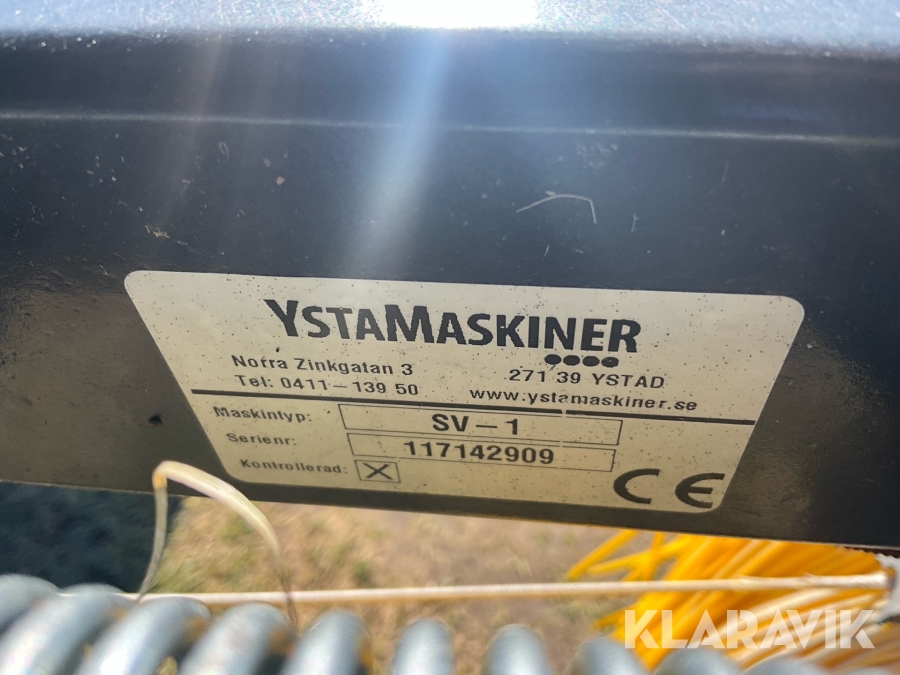 YSTAMASKINER
Norra Zinkgatan 3
271 39 YSTAD
Tel: 0411-139 50
www.ystamaskiner.se
Maskintyp: SV-1
Serienr: 117142909
Kontrollerad: X
CE
KLARAVIK